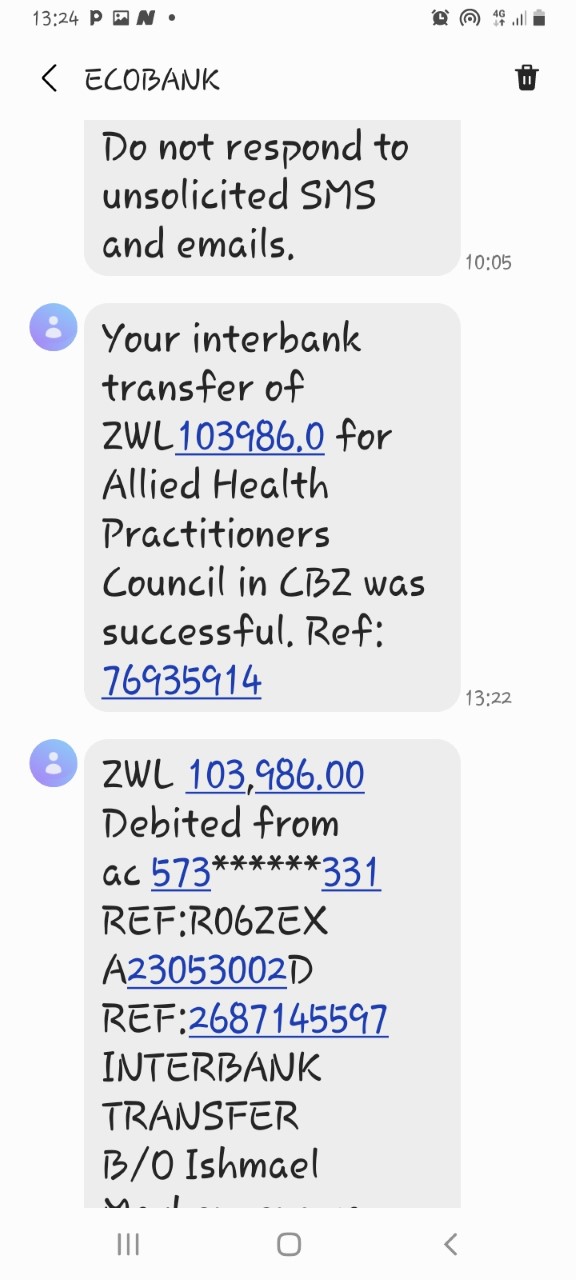 13:24
4G
ECOBANK
Do not respond to
unsolicited SMS
and emails.
10:05
Your interbank
transfer of
ZWL103986.0 for
Allied Health
Practitioners
Council in CBZ was
successful. Ref:
76935914
13:22
ZWL 103,986.00
Debited from
ac 573******331
REF:R06ZEX
A23053002D
REF:2687145597
INTERBANK
TRANSFER
B/O Ishmael